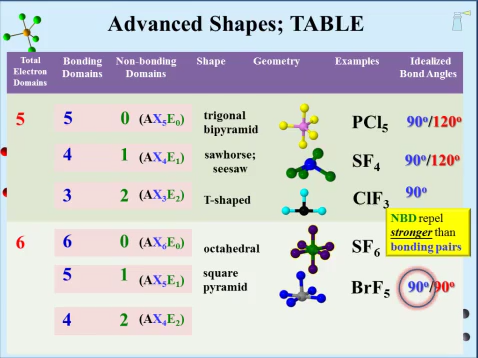 Advanced Shapes; TABLE
Total Electron Domains Bonding Domains Non-bonding Domains Shape Geometry Examples Idealized Bond Angles
5 5 0 (AX₅E₀) trigonal bipyramid PCl₅ 90º/120º
4 1 (AX₄E₁) sawhorse; seesaw SF₄ 90º/120º
3 2 (AX₃E₂) T-shaped ClF₃ 90º
NBD repel
stronger than
bonding pairs
6 6 0 (AX₆E₀) octahedral SF₆
5 1 (AX₅E₁) square pyramid BrF₅ 90º/90º
4 2 (AX₄E₂)